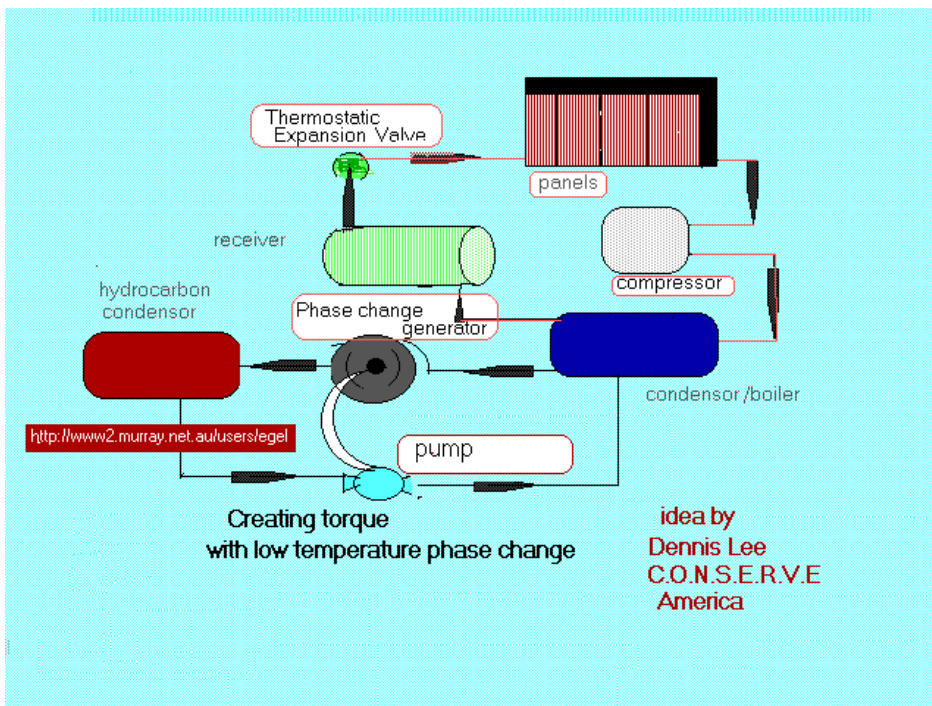 Thermostatic
Expansion Valve
panels
receiver
compressor
hydrocarbon
condensor
Phase change
generator
condensor/boiler
http://www2.murray.net.au/users/egel
pump
Creating torque
with low temperature phase change
idea by
Dennis Lee
C.O.N.S.E.R.V.E
America